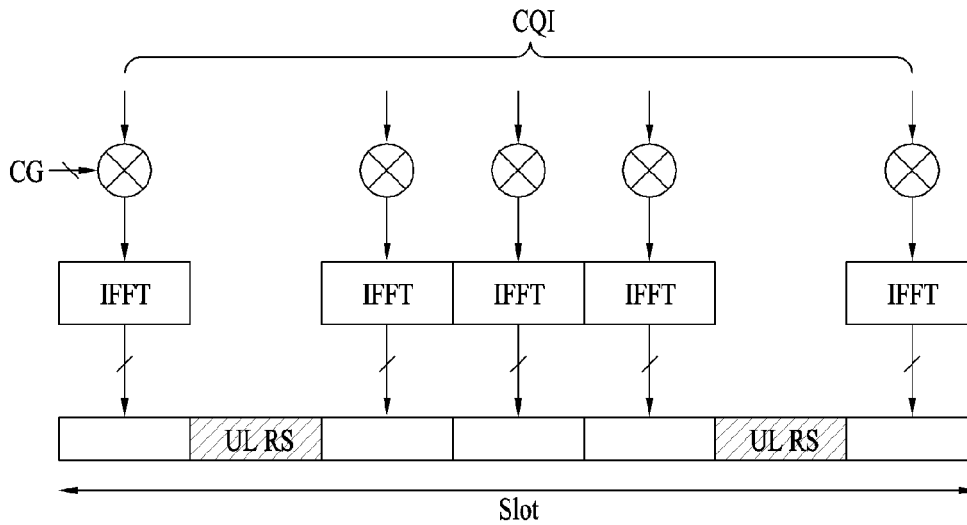 CQI
CG
IFFT IFFT IFFT IFFT IFFT
UL RS UL RS
Slot